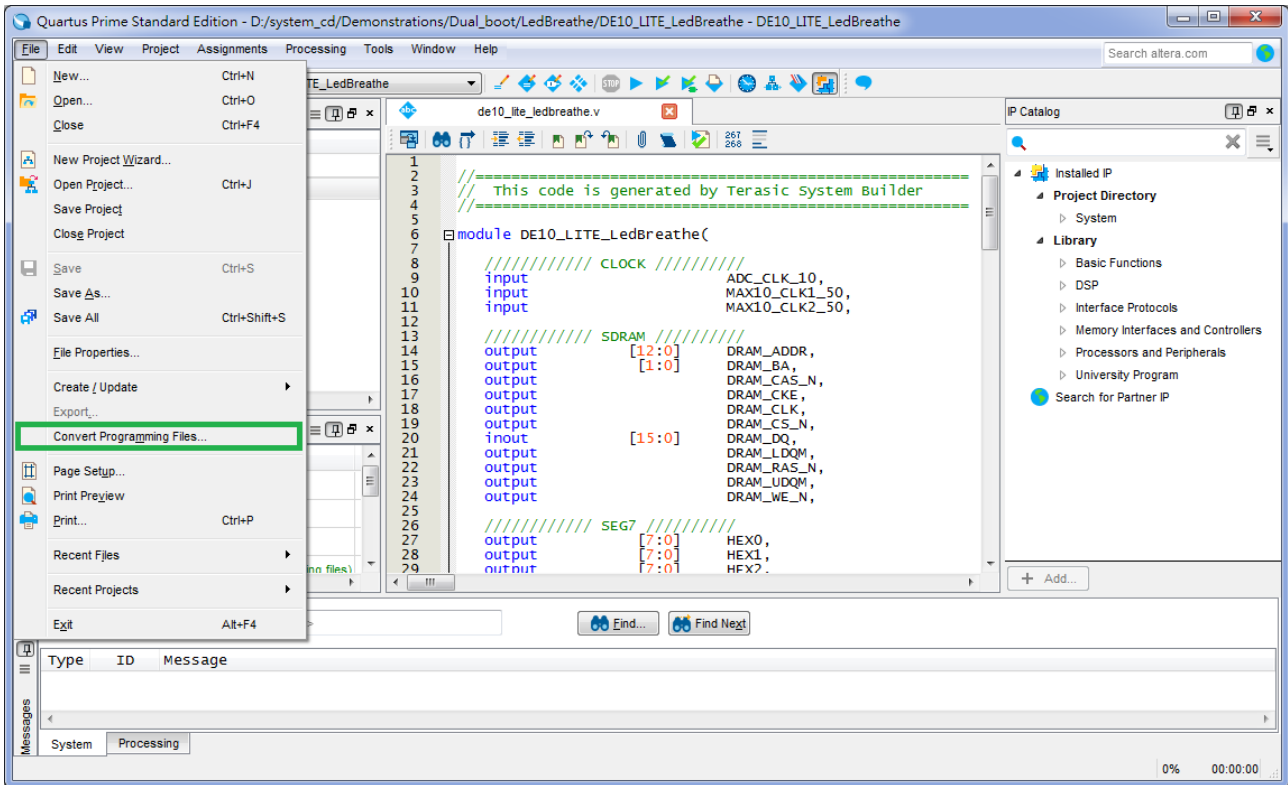 Quartus Prime Standard Edition - D:/system_cd/Demonstrations/Dual_boot/LedBreathe/DE10_LITE_LedBreathe - DE10_LITE_LedBreathe
File Edit View Project Assignments Processing Tools Window Help
Search altera.com
New... Ctrl+N
Open... Ctrl+O
Close Ctrl+F4
New Project Wizard...
Open Project... Ctrl+J
Save Project
Close Project
Save Ctrl+S
Save As...
Save All Ctrl+Shift+S
File Properties...
Create / Update
Export...
Convert Programming Files...
Page Setup...
Print Preview
Print... Ctrl+P
Recent Files
Recent Projects
Exit Alt+F4
TE_LedBreathe
STOP
ng files)
abc
de10_lite_ledbreathe.v
267
268
1
2 //=======================================================
3 // This code is generated by Terasic System Builder
4 //=======================================================
5
6 module DE10_LITE_LedBreathe(
7
8 //////////// CLOCK //////////
9 input ADC_CLK_10,
10 input MAX10_CLK1_50,
11 input MAX10_CLK2_50,
12
13 //////////// SDRAM //////////
14 output [12:0] DRAM_ADDR,
15 output [1:0] DRAM_BA,
16 output DRAM_CAS_N,
17 output DRAM_CKE,
18 output DRAM_CLK,
19 output DRAM_CS_N,
20 inout [15:0] DRAM_DQ,
21 output DRAM_LDQM,
22 output DRAM_RAS_N,
23 output DRAM_UDQM,
24 output DRAM_WE_N,
25
26 //////////// SEG7 //////////
27 output [7:0] HEX0,
28 output [7:0] HEX1,
29 output [7:0] HEX2,
IP Catalog
Installed IP
Project Directory
System
Library
Basic Functions
DSP
Interface Protocols
Memory Interfaces and Controllers
Processors and Peripherals
University Program
Search for Partner IP
+ Add...
Find... Find Next
Type ID Message
Messages
System Processing
0% 00:00:00